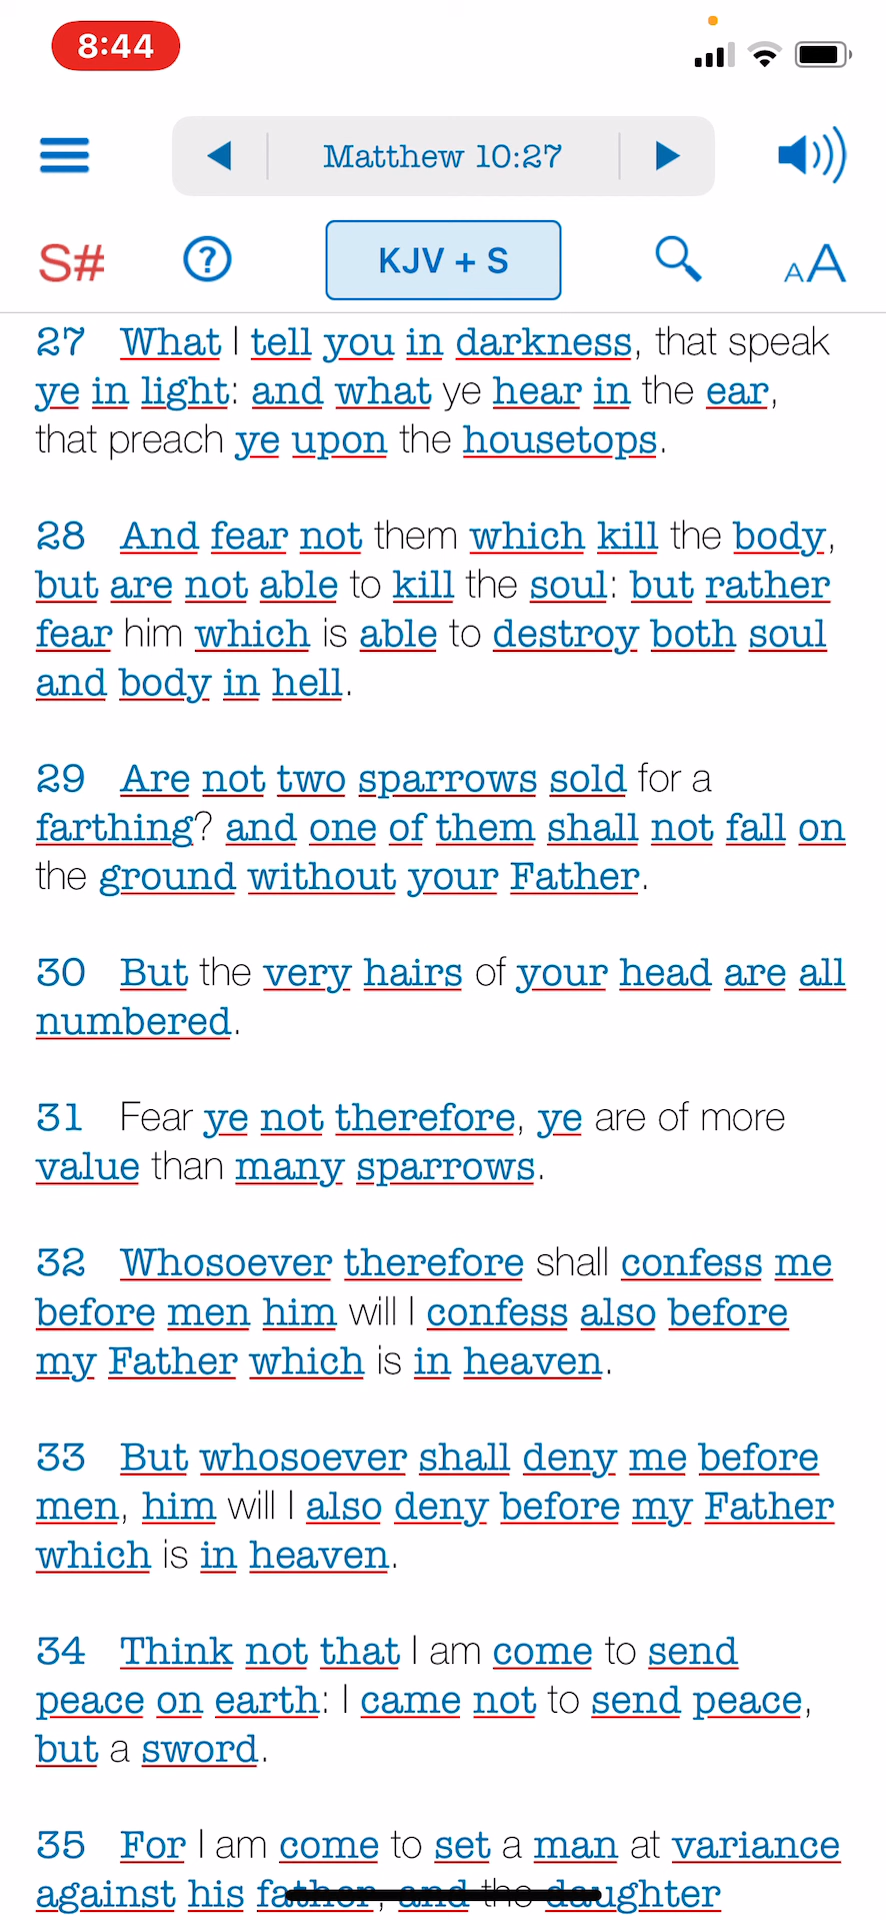 8:44
Matthew 10:27
S# ? KJV + S AA
27 What I tell you in darkness, that speak
ye in light: and what ye hear in the ear,
that preach ye upon the housetops.
28 And fear not them which kill the body,
but are not able to kill the soul: but rather
fear him which is able to destroy both soul
and body in hell.
29 Are not two sparrows sold for a
farthing? and one of them shall not fall on
the ground without your Father.
30 But the very hairs of your head are all
numbered.
31 Fear ye not therefore, ye are of more
value than many sparrows.
32 Whosoever therefore shall confess me
before men him will I confess also before
my Father which is in heaven.
33 But whosoever shall deny me before
men, him will I also deny before my Father
which is in heaven.
34 Think not that I am come to send
peace on earth: I came not to send peace,
but a sword.
35 For I am come to set a man at variance
against his father, and the daughter